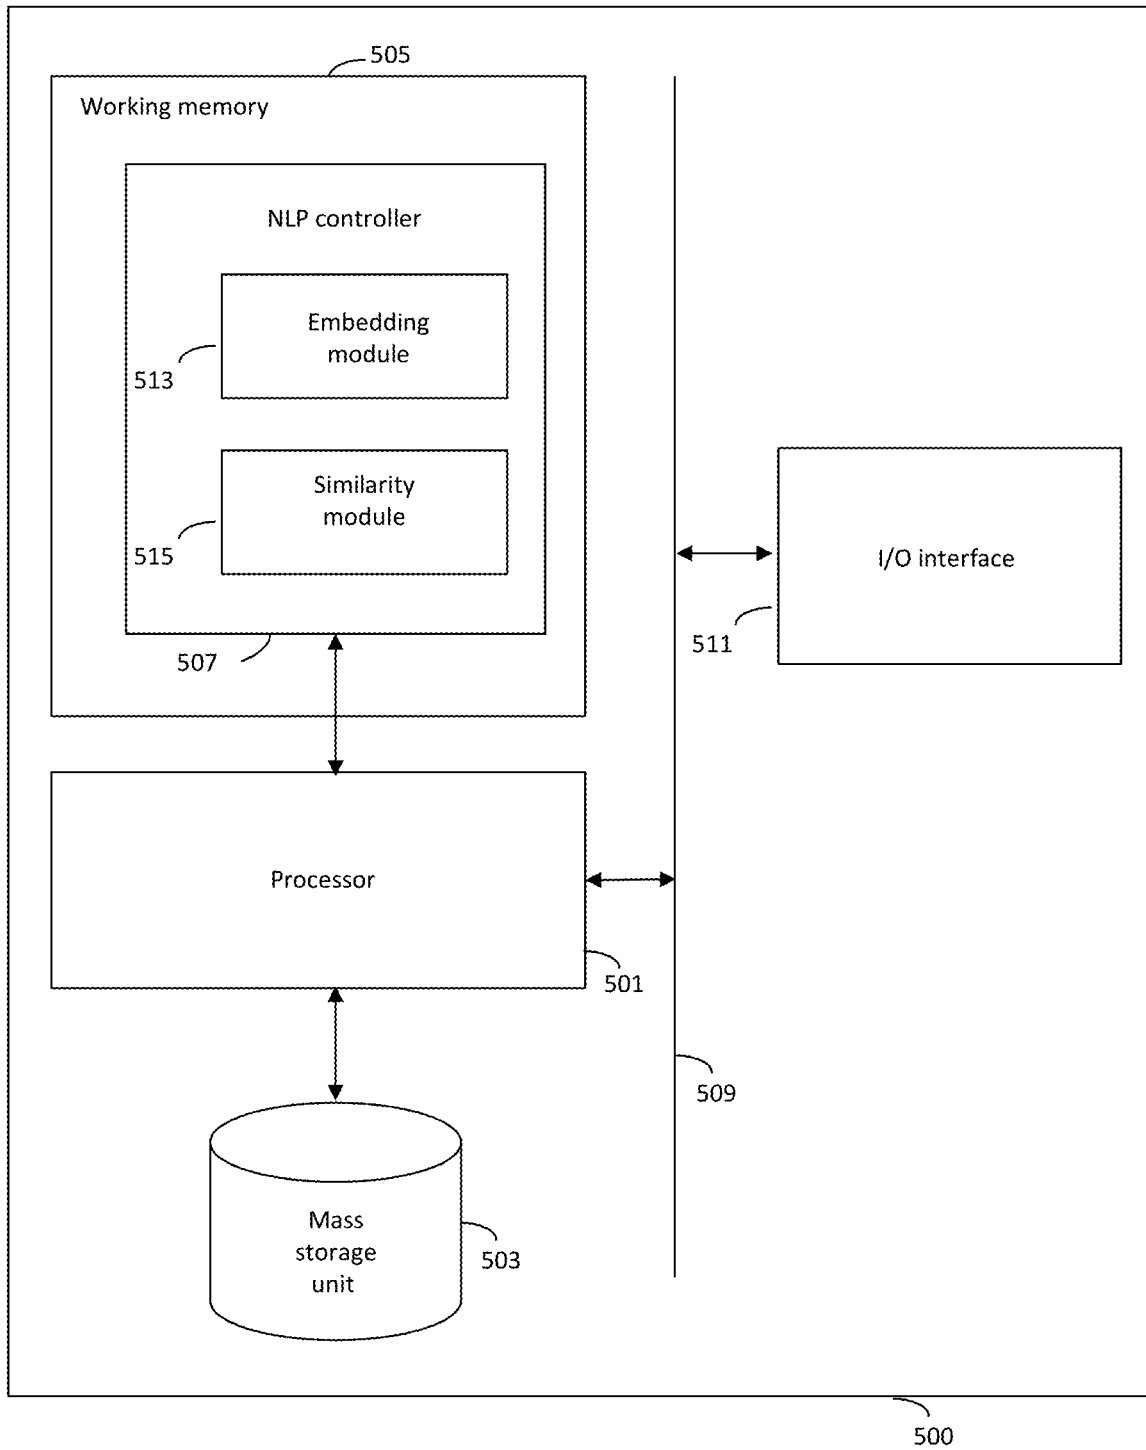 505
Working memory
NLP controller
Embedding
module
513
Similarity
module
515
507
I/O interface
511
Processor
501
509
Mass
storage
unit
503
500